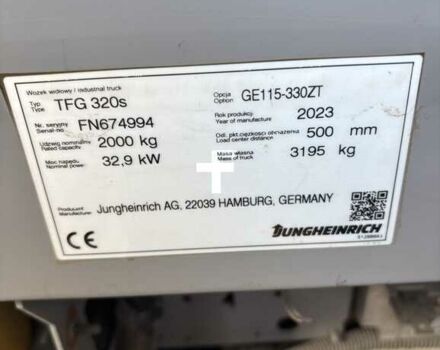 Wózek widłowy / Industrial truck
Typ
Type
TFG 320s
Opcja
Option
GE115-330ZT
Nr. seryjny
Serial-no.
FN674994
Rok produkcji
Year of manufacture
2023
Udźwig nominalny
Rated capacity
2000 kg
Odl. pkt.ciężkości obciążenia
Load center distance
500 mm
Moc napędu
Nominal power
32,9 kW
Masa własna
Mass of truck
3195 kg
T
Producent
Manufacturer
Jungheinrich AG, 22039 HAMBURG, GERMANY
CE
JUNGHEINRICH